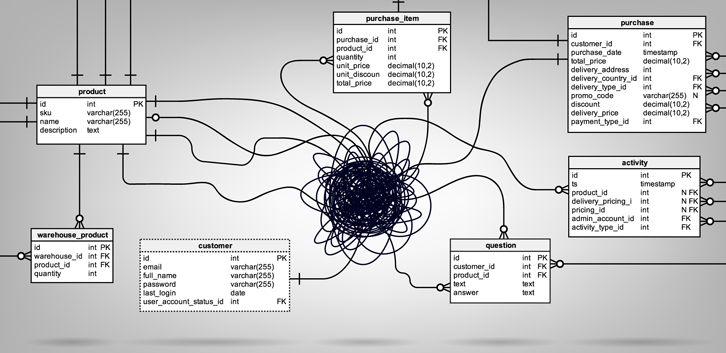 purchase_item
id int PK
purchase_id int FK
product_id int FK
quantity int
unit_price decimal(10,2)
unit_discoun decimal(10,2)
total_price decimal(10,2)
purchase
id int PK
customer_id int FK
purchase_date timestamp
total_price decimal(10,2)
delivery_address int
delivery_country_id int FK
delivery_type_id int FK
promo_code varchar(255) N
discount decimal(10,2)
delivery_price decimal(10,2)
payment_type_id int FK
product
id int PK
sku varchar(255)
name varchar(255)
description text
activity
id int PK
ts timestamp
product_id int N FK
delivery_pricing_i int N FK
pricing_id int N FK
admin_account_id int FK
activity_type_id int FK
warehouse_product
id int PK
warehouse_id int FK
product_id int FK
quantity int
customer
id int PK
email varchar(255)
full_name varchar(255)
password varchar(255)
last_login date
user_account_status_id int FK
question
id int PK
customer_id int FK
product_id int FK
text text
answer text